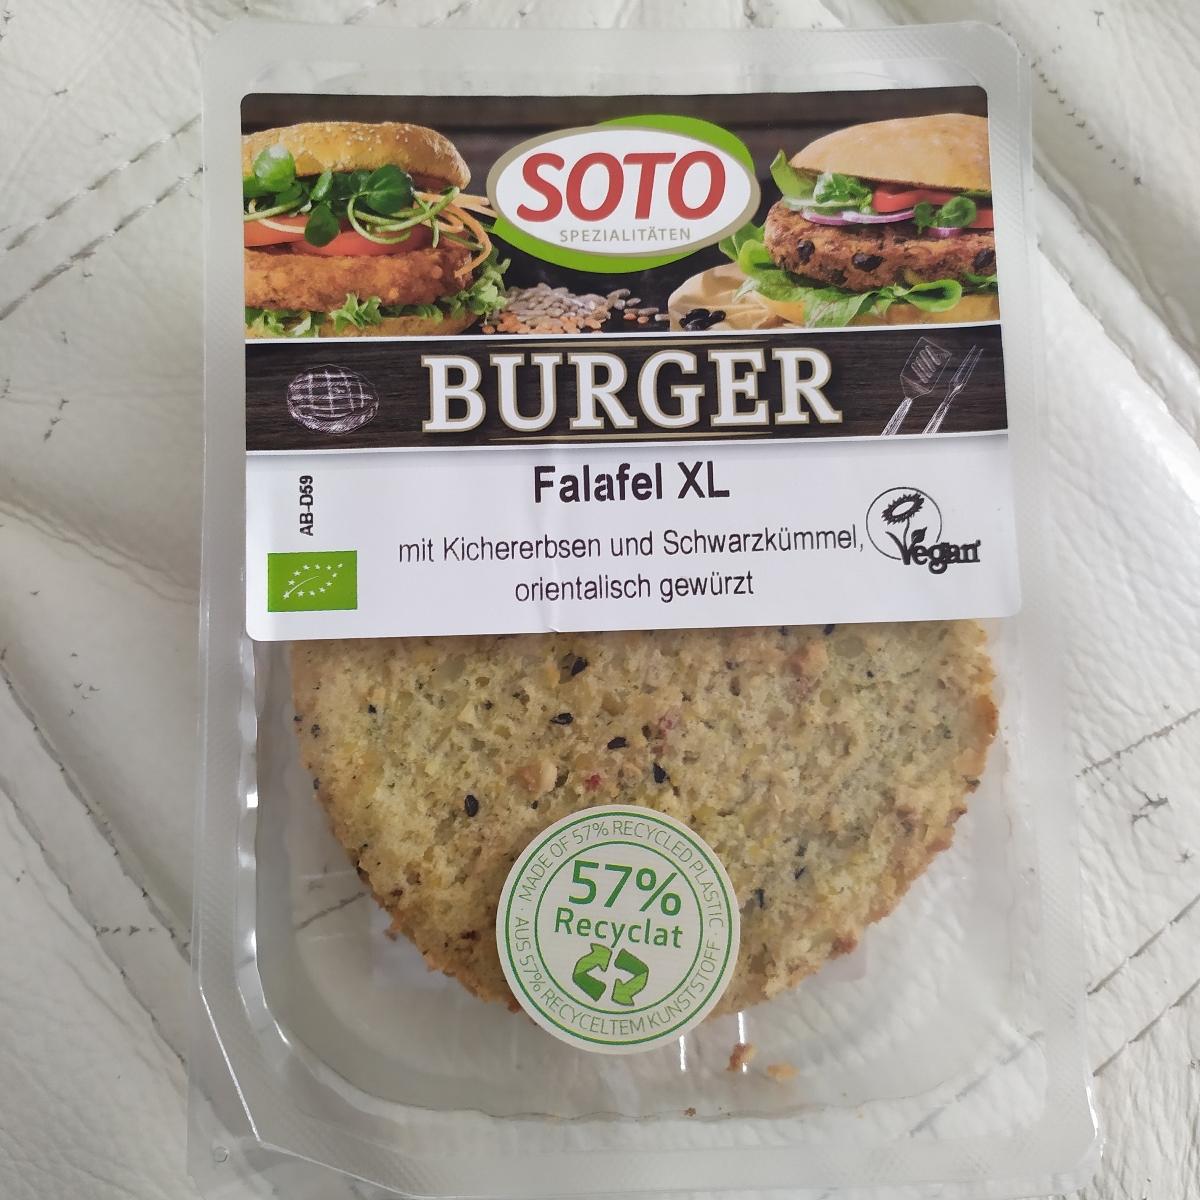 SOTO
SPEZIALITÄTEN
BURGER
Falafel XL
AB-D59
mit Kichererbsen und Schwarzkümmel,
orientalisch gewürzt
Vegan
MADE OF 57% RECYCLED PLASTIC
57%
Recyclat
AUS 57% RECYCELTEM KUNSTSTOFF